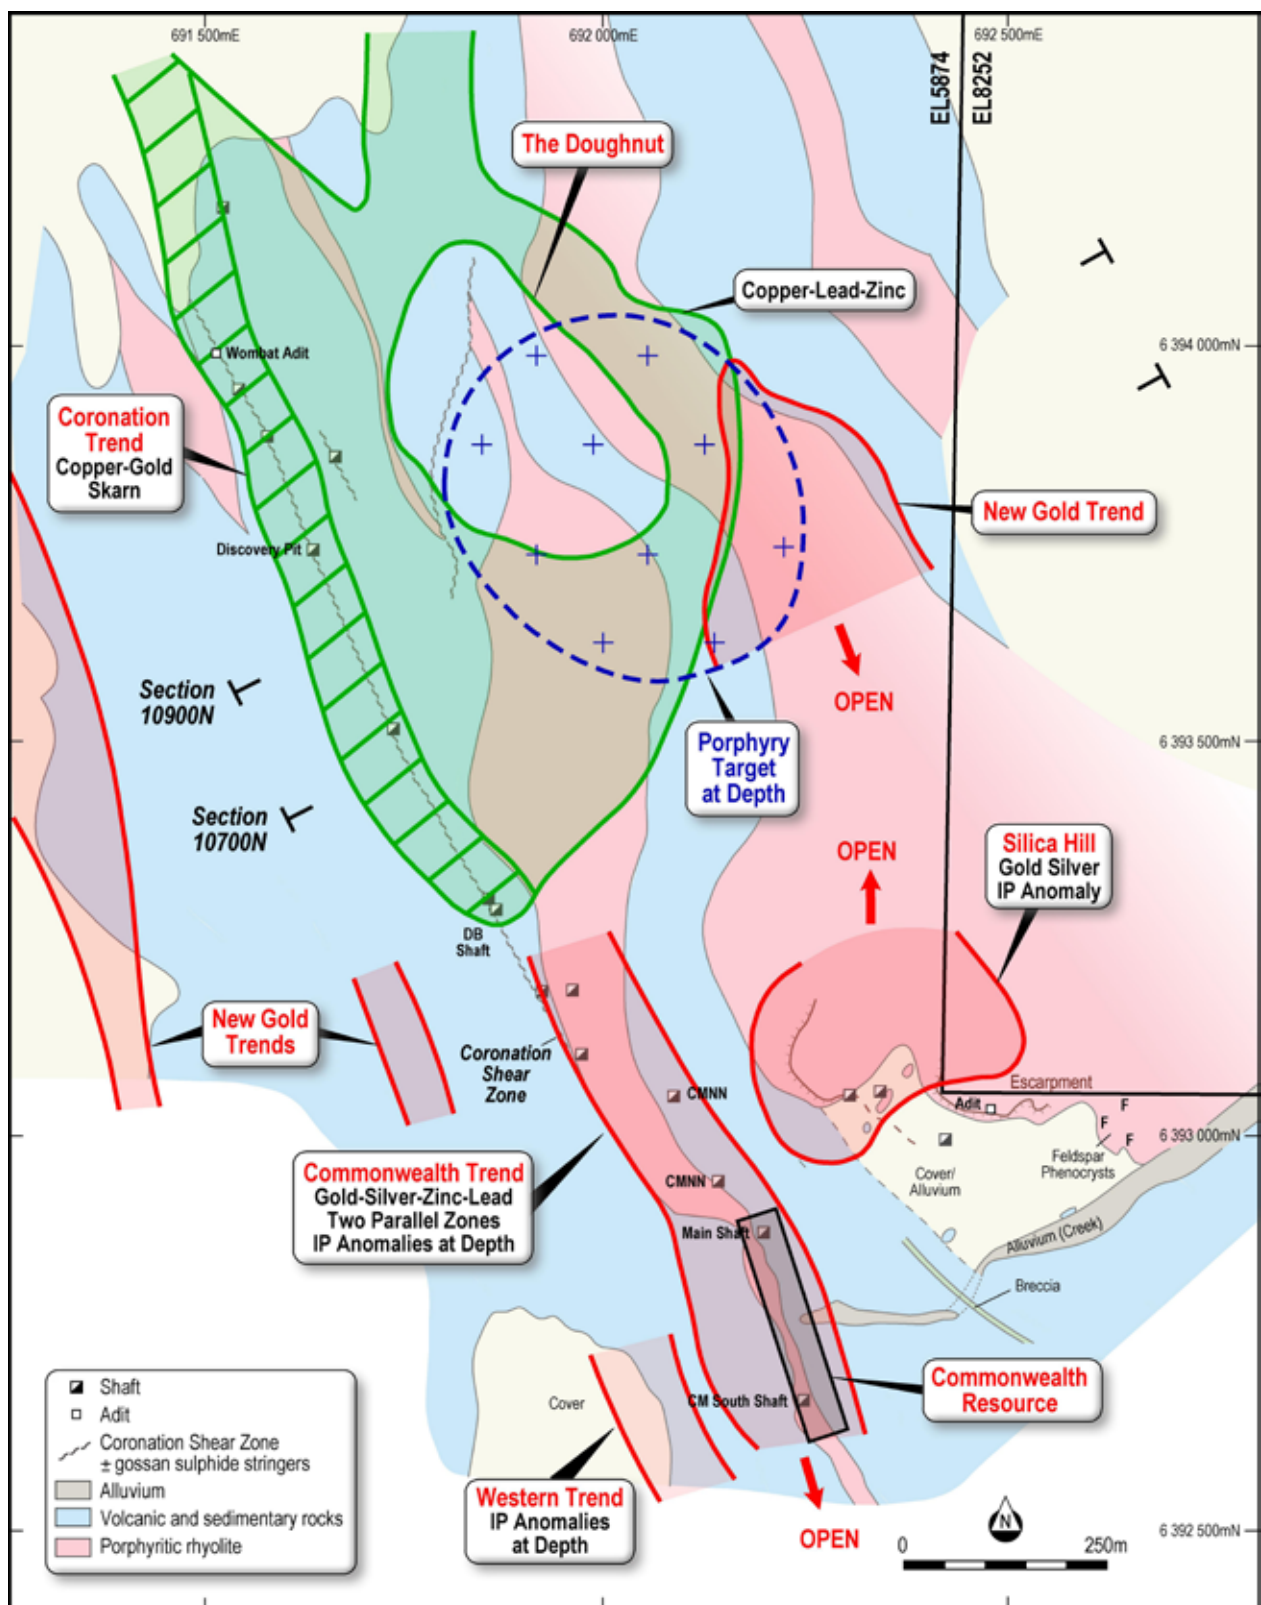 691 500mE
692 000mE
692 500mE
EL5874
EL8252
The Doughnut
Copper-Lead-Zinc
6 394 000mN
Wombat Adit
Coronation
Trend
Copper-Gold
Skarn
New Gold Trend
Discovery Pit
OPEN
Section
10900N
6 393 500mN
Porphyry
Target
at Depth
Section
10700N
OPEN
Silica Hill
Gold Silver
IP Anomaly
DB
Shaft
New Gold
Trends
Coronation
Shear
Zone
CMNN
Escarpment
Adit
F
F
F
6 393 000mN
Feldspar
Phenocrysts
Cover/
Alluvium
Commonwealth Trend
Gold-Silver-Zinc-Lead
Two Parallel Zones
IP Anomalies at Depth
CMNN
Main Shaft
Alluvium (Creek)
Breccia
Commonwealth
Resource
CM South Shaft
Cover
Western Trend
IP Anomalies
at Depth
OPEN
6 392 500mN
N
0
250m
Shaft
Adit
Coronation Shear Zone
± gossan sulphide stringers
Alluvium
Volcanic and sedimentary rocks
Porphyritic rhyolite